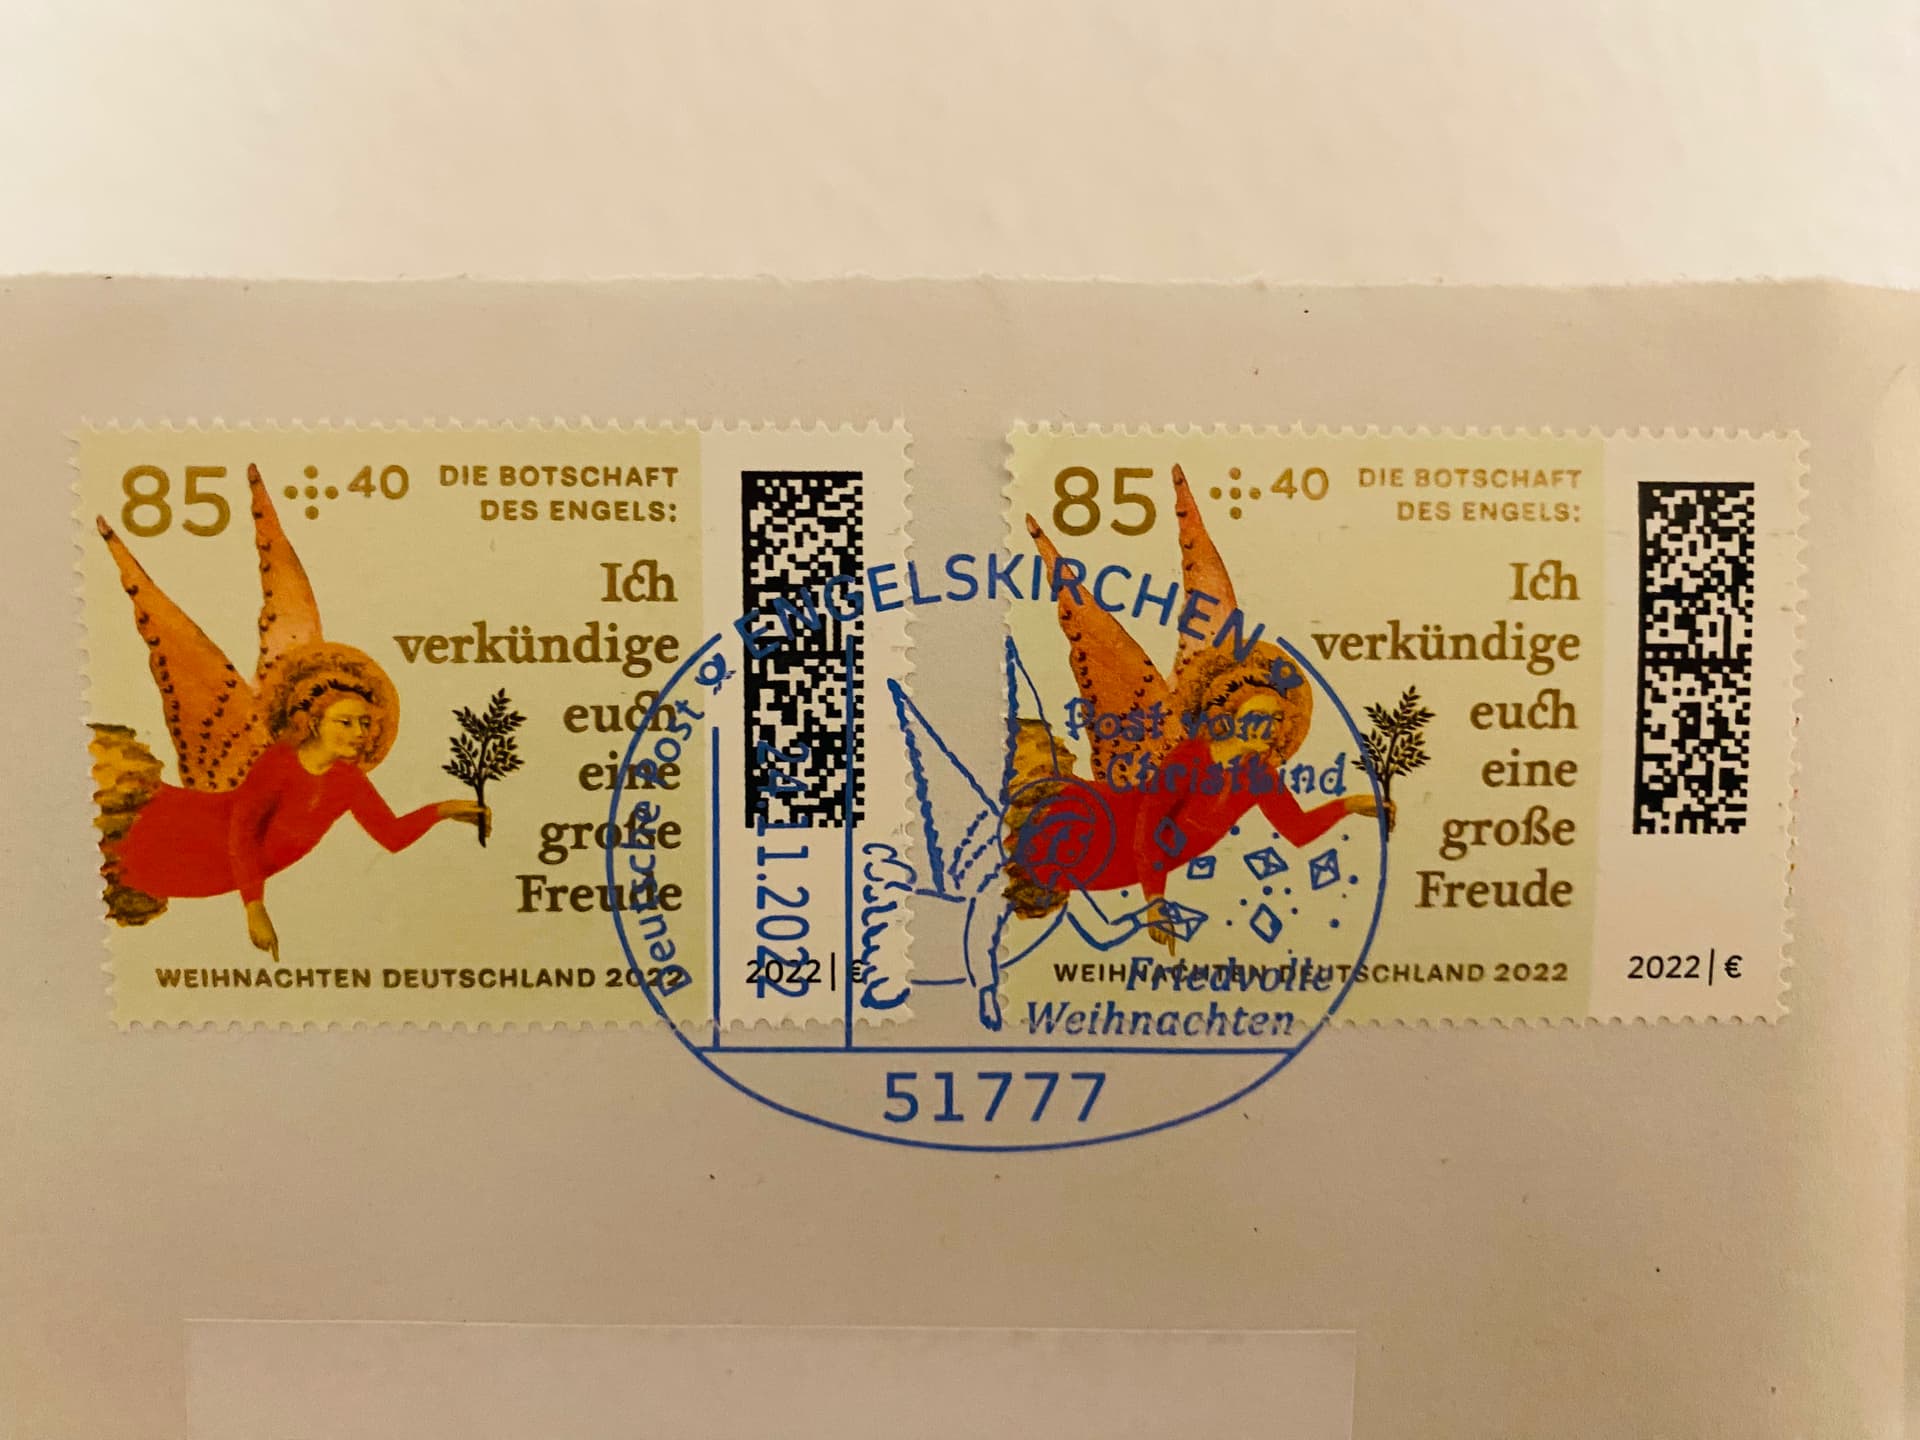 85 + 40 DIE BOTSCHAFT
DES ENGELS:
Ich
verkündige
euch
eine
große
Freude
WEIHNACHTEN DEUTSCHLAND 2022
2022 | €
85 + 40 DIE BOTSCHAFT
DES ENGELS:
Ich
verkündige
euch
eine
große
Freude
WEIHNACHTEN DEUTSCHLAND 2022
2022 | €
Deutsche Post
ENGELSKIRCHEN
24.11.2022
Post vom
Christkind
Friedvolle
Weihnachten
51777